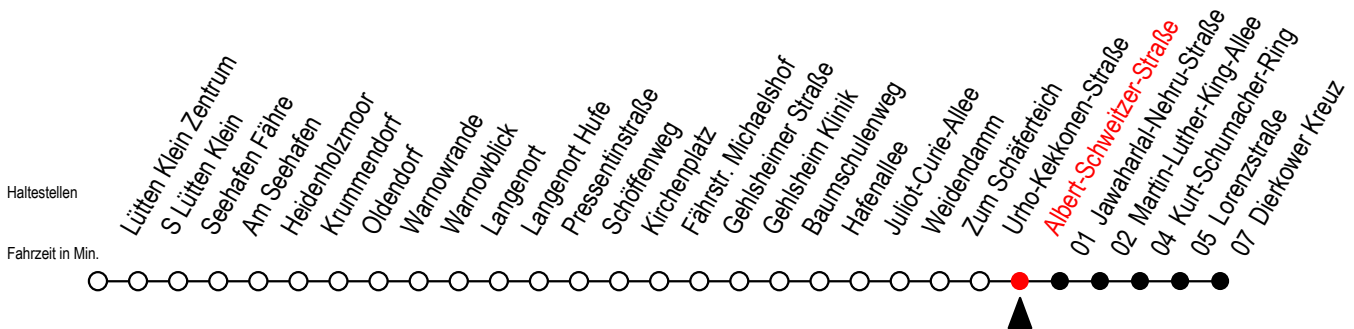 Haltestellen
Fahrzeit in Min.
Lütten Klein Zentrum
S Lütten Klein
Seehafen Fähre
Am Seehafen
Heidenholzmoor
Krummendorf
Oldendorf
Warnowrande
Warnowblick
Langenort
Langenort Hufe
Pressentinstraße
Schöffenweg
Kirchenplatz
Fährstr. Michaelshof
Gehlsheimer Straße
Gehlsheim Klinik
Baumschulenweg
Hafenallee
Juliot-Curie-Allee
Weidendamm
Zum Schäferteich
Urho-Kekkonen-Straße
Albert-Schweitzer-Straße
01 Jawaharlal-Nehru-Straße
02 Martin-Luther-King-Allee
04 Kurt-Schumacher-Ring
05 Lorenzstraße
07 Dierkower Kreuz